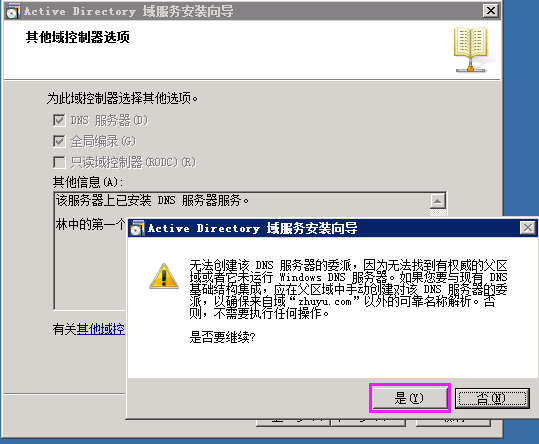 Active Directory 域服务安装向导
其他域控制器选项
为此域控制器选择其他选项。
DNS 服务器(D)
全局编录(G)
只读域控制器(RODC)(R)
其他信息(A):
该服务器上已安装 DNS 服务器服务。
林中的第一个
Active Directory 域服务安装向导
无法创建该 DNS 服务器的委派，因为无法找到有权威的父区
域或者它未运行 Windows DNS 服务器。如果您要与现有 DNS
基础结构集成，应在父区域中手动创建对该 DNS 服务器的委
派，以确保来自域“zhuyu.com”以外的可靠名称解析。否
则，不需要执行任何操作。
是否要继续?
有关其他域控
是(Y)
否(N)